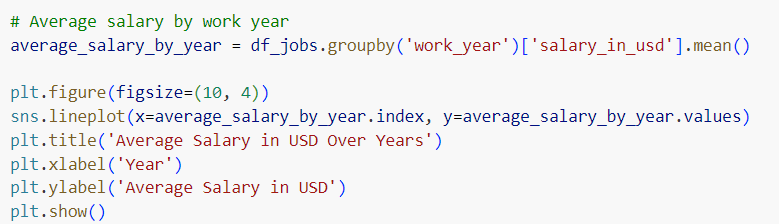 # Average salary by work year
average_salary_by_year = df_jobs.groupby('work_year')['salary_in_usd'].mean()
plt.figure(figsize=(10, 4))
sns.lineplot(x=average_salary_by_year.index, y=average_salary_by_year.values)
plt.title('Average Salary in USD Over Years')
plt.xlabel('Year')
plt.ylabel('Average Salary in USD')
plt.show()